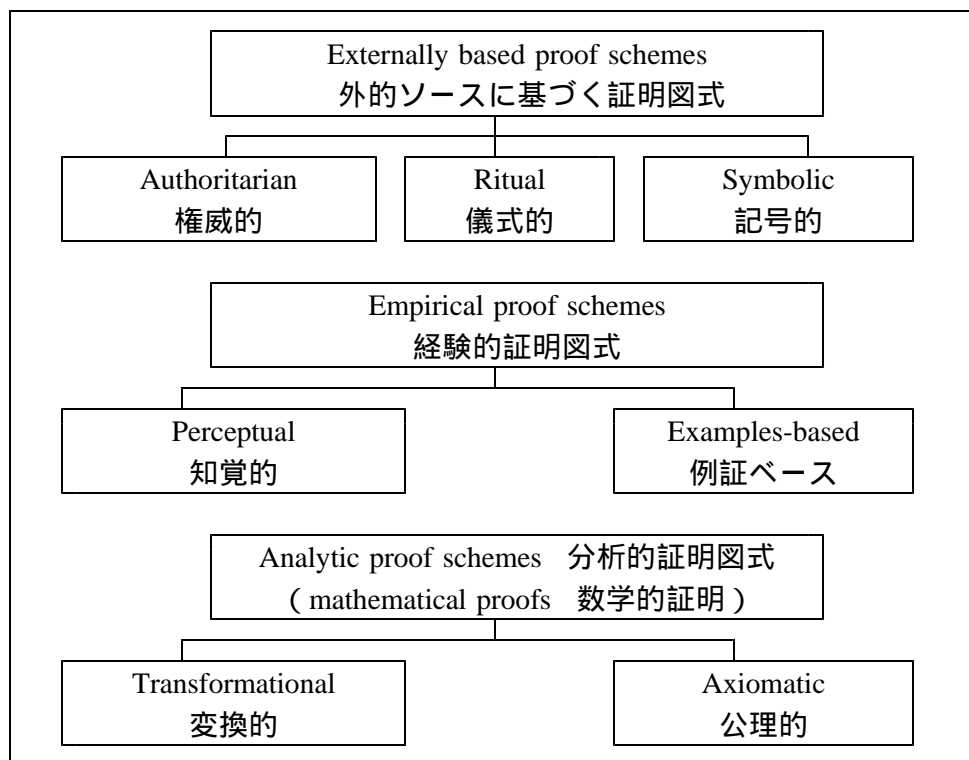 Externally based proof schemes
外的ソースに基づく証明図式
Authoritarian
権威的
Ritual
儀式的
Symbolic
記号的
Empirical proof schemes
経験的証明図式
Perceptual
知覚的
Examples-based
例証ベース
Analytic proof schemes 分析的証明図式
(mathematical proofs 数学的証明)
Transformational
変換的
Axiomatic
公理的